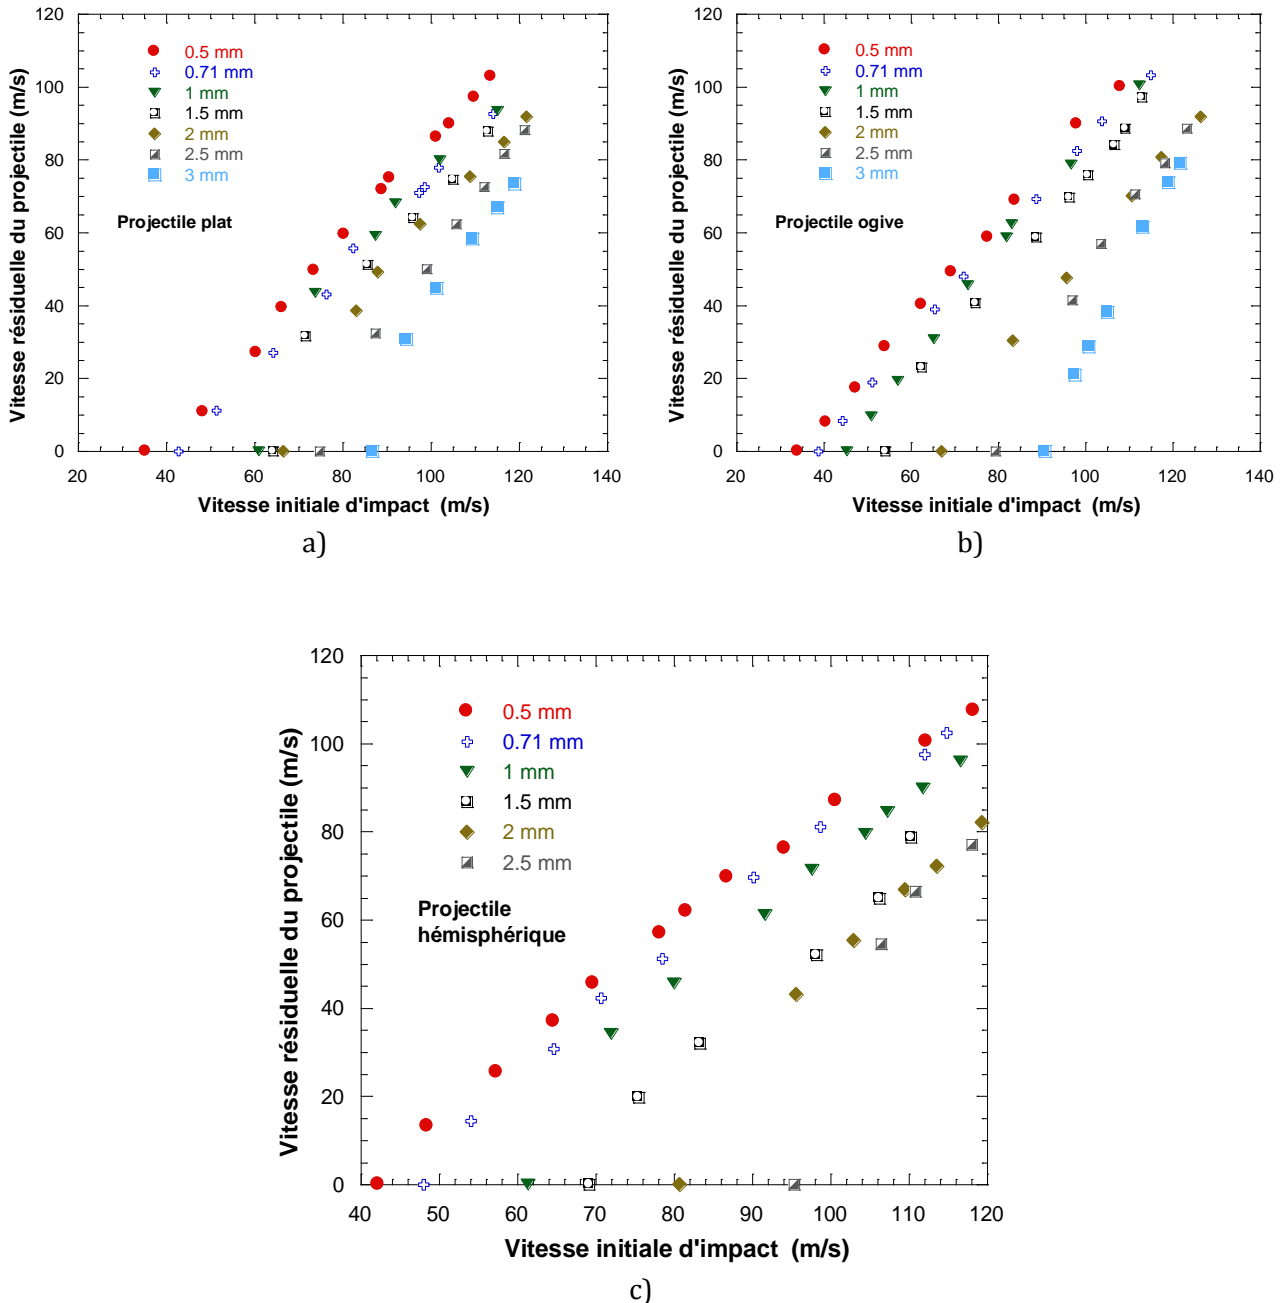 120
100
80
60
40
20
0
Vitesse résiduelle du projectile (m/s)
0.5 mm
0.71 mm
1 mm
1.5 mm
2 mm
2.5 mm
3 mm
Projectile plat
20 40 60 80 100 120 140
Vitesse initiale d'impact (m/s)
a)
120
100
80
60
40
20
0
Vitesse résiduelle du projectile (m/s)
0.5 mm
0.71 mm
1 mm
1.5 mm
2 mm
2.5 mm
3 mm
Projectile ogive
20 40 60 80 100 120 140
Vitesse initiale d'impact (m/s)
b)
120
100
80
60
40
20
0
Vitesse résiduelle du projectile (m/s)
0.5 mm
0.71 mm
1 mm
1.5 mm
2 mm
2.5 mm
Projectile
hémisphérique
40 50 60 70 80 90 100 110 120
Vitesse initiale d'impact (m/s)
c)